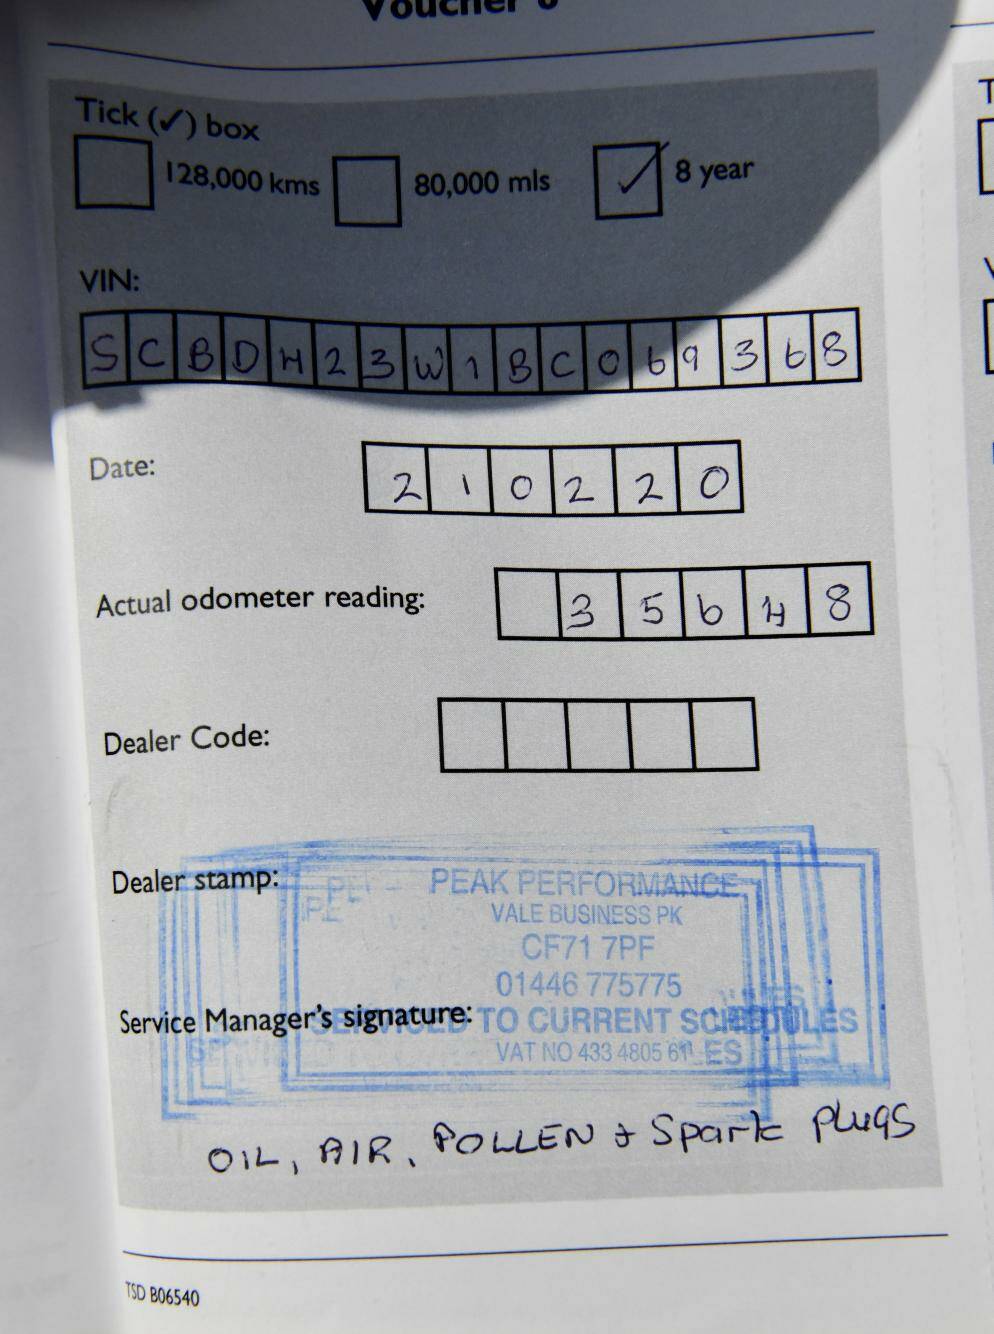 Voucher 8
Tick (✓) box
128,000 kms 80,000 mls ✓ 8 year
VIN:
SCBDH23W1BC069368
Date: 210220
Actual odometer reading: 35648
Dealer Code:
Dealer stamp: PEAK PERFORMANCE
VALE BUSINESS PK
CF71 7PF
01446 775775
Service Manager's signature: SERVICED TO CURRENT SCHEDULES
VAT NO 433 4805 61
OIL, AIR, POLLEN + Spark PLUGS
TSD B06540